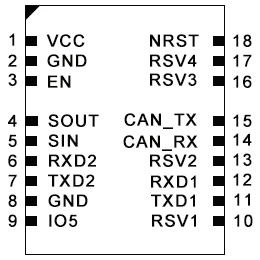 1 VCC NRST 18
2 GND RSV4 17
3 EN RSV3 16
4 SOUT CAN_TX 15
5 SIN CAN_RX 14
6 RXD2 RSV2 13
7 TXD2 RXD1 12
8 GND TXD1 11
9 IO5 RSV1 10